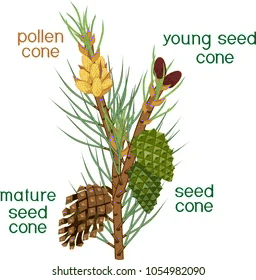 pollen
cone
young seed
cone
mature
seed
cone
seed
cone
shutterstock.com · 1054982090